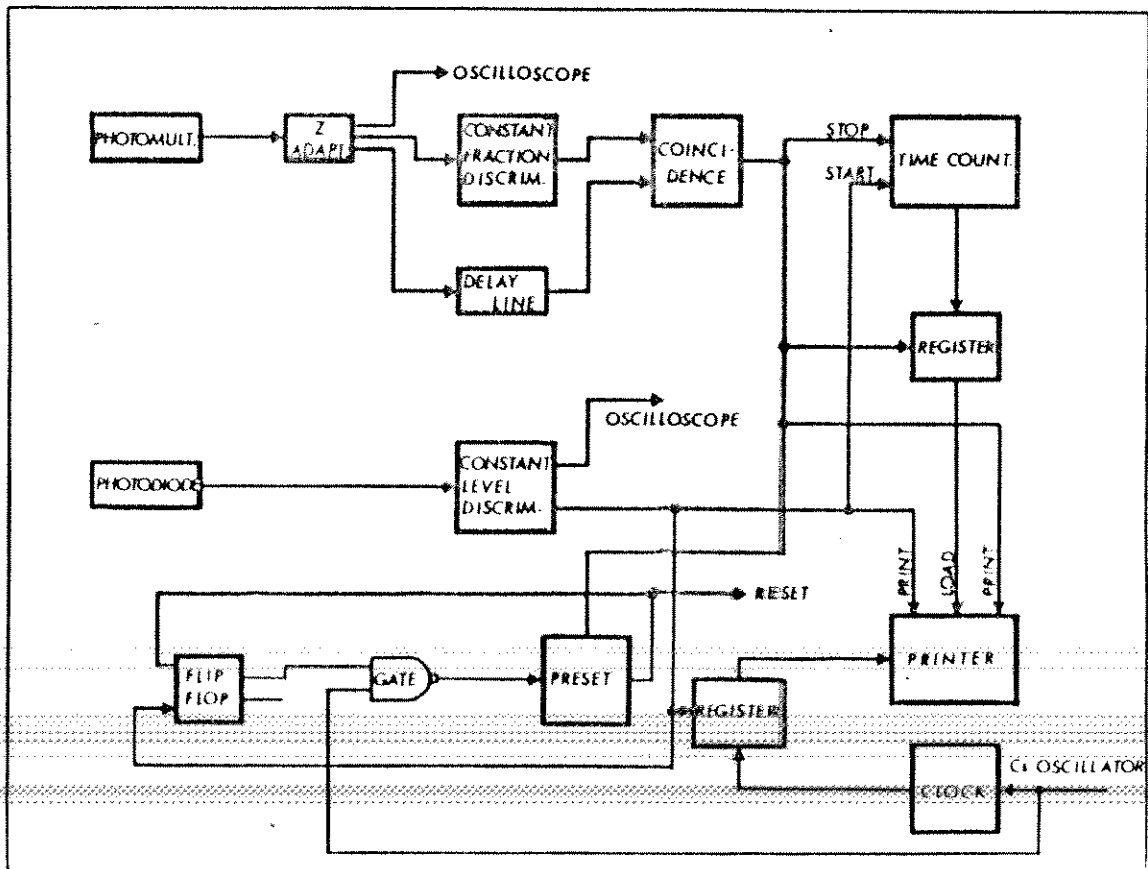 OSCILLOSCOPE
PHOTOMULT.
Z
ADAPT.
CONSTANT
FRACTION
DISCRIM.
COINCI-
DENCE
STOP
START
TIME COUNT.
DELAY
LINE
REGISTER
OSCILLOSCOPE
PHOTODIODE
CONSTANT
LEVEL
DISCRIM.
PRINT
LOAD
PRINT
RESET
FLIP
FLOP
GATE
PRESET
PRINTER
REGISTER
CLOCK
Cs OSCILLATOR